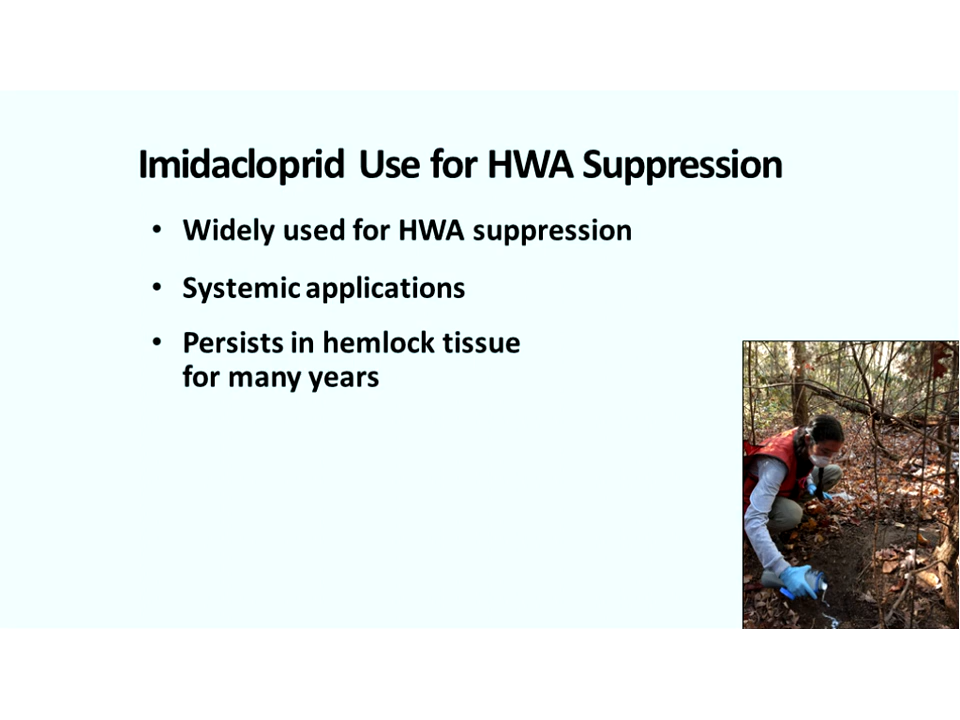 Imidacloprid Use for HWA Suppression
• Widely used for HWA suppression
• Systemic applications
• Persists in hemlock tissue
for many years